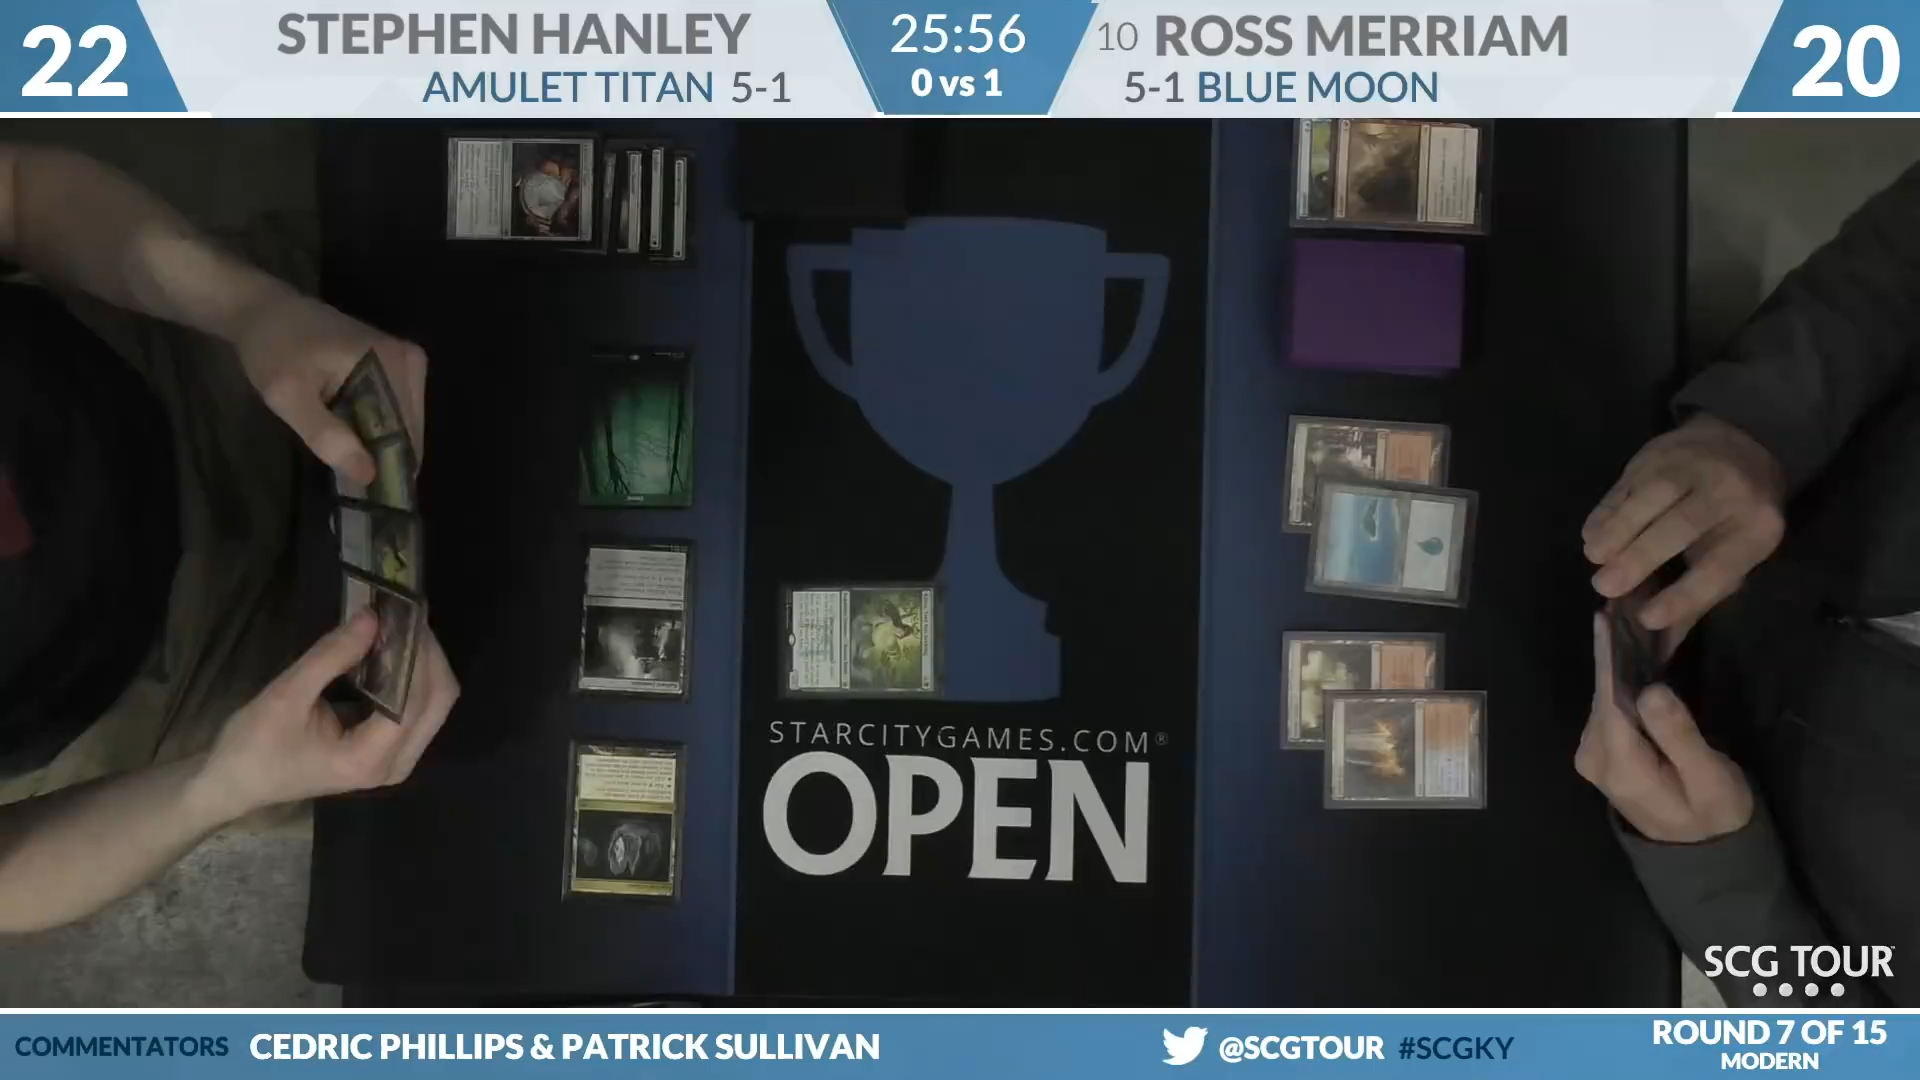 22
STEPHEN HANLEY
AMULET TITAN 5-1
25:56
0 vs 1
10 ROSS MERRIAM
5-1 BLUE MOON
20
STARCITYGAMES.COM®
OPEN
SCG TOUR
COMMENTATORS CEDRIC PHILLIPS & PATRICK SULLIVAN
@SCGTOUR #SCGKY
ROUND 7 OF 15
MODERN